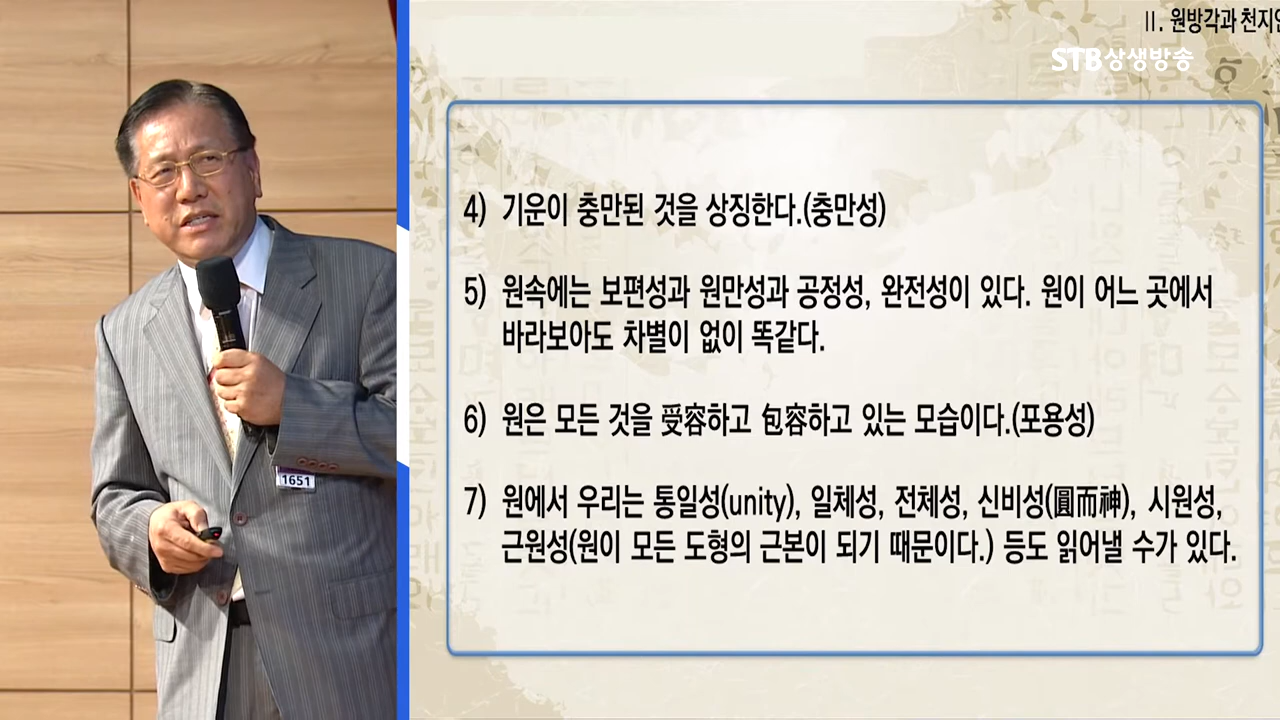 Ⅱ. 원방각과 천지인
STB상생방송
4) 기운이 충만된 것을 상징한다.(충만성)
5) 원속에는 보편성과 원만성과 공정성, 완전성이 있다. 원이 어느 곳에서
바라보아도 차별이 없이 똑같다.
6) 원은 모든 것을 受容하고 包容하고 있는 모습이다.(포용성)
7) 원에서 우리는 통일성(unity), 일체성, 전체성, 신비성(圓而神), 시원성,
근원성(원이 모든 도형의 근본이 되기 때문이다.) 등도 읽어낼 수가 있다.
1651